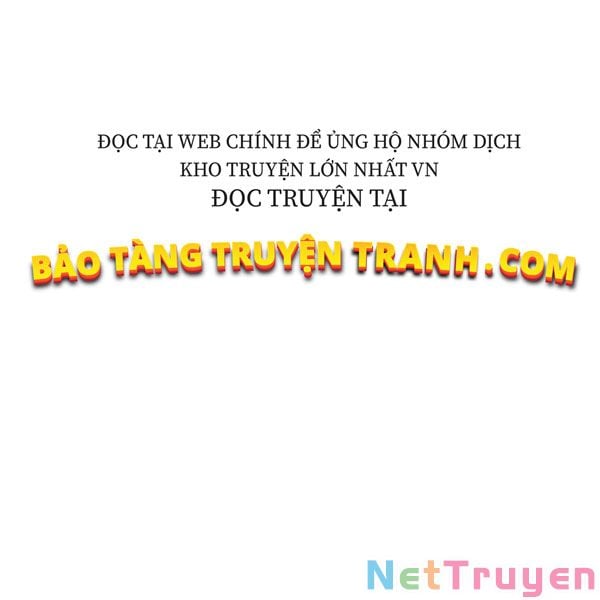 ĐỌC TẠI WEB CHÍNH ĐỂ ỦNG HỘ NHÓM DỊCH
KHO TRUYỆN LỚN NHẤT VN
ĐỌC TRUYỆN TẠI
BẢO TÀNG TRUYỆN TRANH.COM
NetTruyen